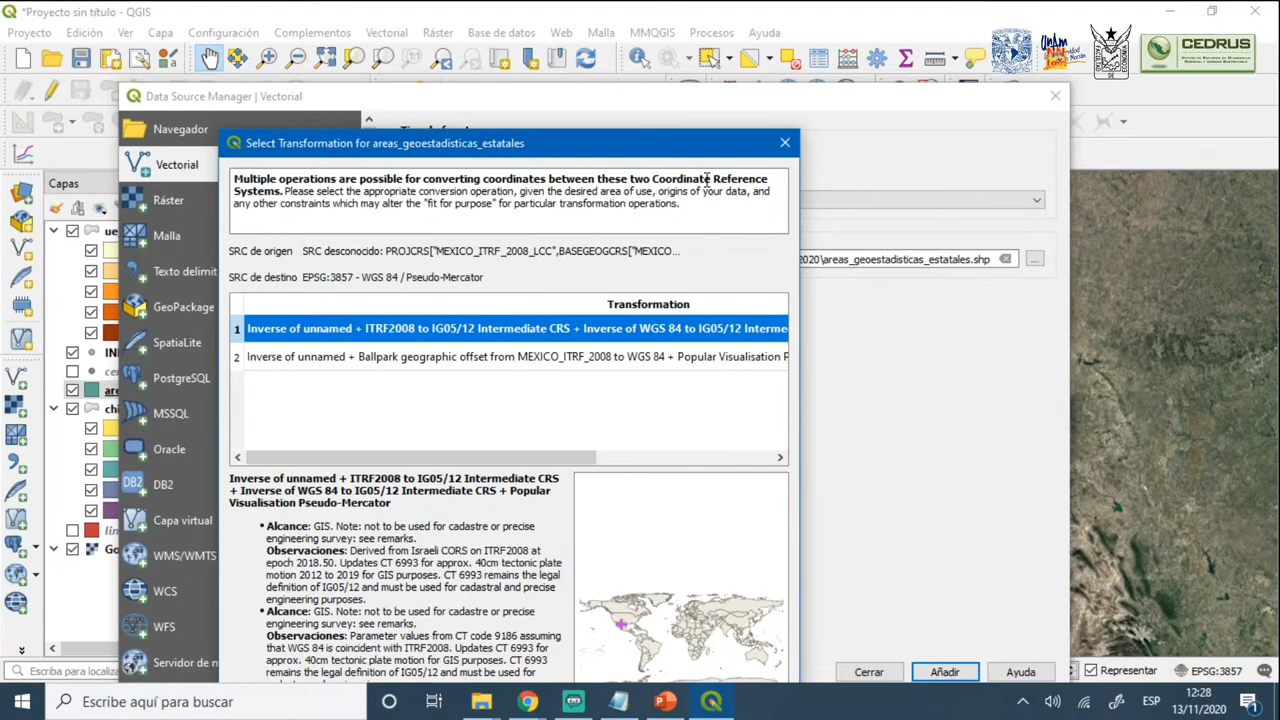 *Proyecto sin título - QGIS
Proyecto Edición Ver Capa Configuración Complementos Vectorial Ráster Base de datos Web Malla MMQGIS Procesos Ayuda
CEDRUS
Data Source Manager | Vectorial
Navegador
Vectorial
Ráster
Malla
Texto delimit
GeoPackage
SpatiaLite
PostgreSQL
MSSQL
Oracle
DB2
Capa virtual
WMS/WMTS
WCS
WFS
Servidor de m
Capas
ue
IN
ce
are
chi
lin
Go
Select Transformation for areas_geoestadisticas_estatales
Multiple operations are possible for converting coordinates between these two Coordinate Reference
Systems. Please select the appropriate conversion operation, given the desired area of use, origins of your data, and
any other constraints which may alter the "fit for purpose" for particular transformation operations.
SRC de origen SRC desconocido: PROJCRS["MEXICO_ITRF_2008_LCC",BASEGEOGCRS["MEXICO...
SRC de destino EPSG:3857 - WGS 84 / Pseudo-Mercator
Transformation
1 Inverse of unnamed + ITRF2008 to IG05/12 Intermediate CRS + Inverse of WGS 84 to IG05/12 Interme
2 Inverse of unnamed + Ballpark geographic offset from MEXICO_ITRF_2008 to WGS 84 + Popular Visualisation P
Inverse of unnamed + ITRF2008 to IG05/12 Intermediate CRS
+ Inverse of WGS 84 to IG05/12 Intermediate CRS + Popular
Visualisation Pseudo-Mercator
• Alcance: GIS. Note: not to be used for cadastre or precise
engineering survey: see remarks.
Observaciones: Derived from Israeli CORS on ITRF2008 at
epoch 2018.50. Updates CT 6993 for approx. 40cm tectonic plate
motion 2012 to 2019 for GIS purposes. CT 6993 remains the legal
definition of IG05/12 and must be used for cadastral and precise
engineering purposes.
• Alcance: GIS. Note: not to be used for cadastre or precise
engineering survey: see remarks.
Observaciones: Parameter values from CT code 9186 assuming
that WGS 84 is coincident with ITRF2008. Updates CT 6993 for
approx. 40cm tectonic plate motion 2012 to 2019 for GIS
purposes. CT 6993 remains the legal definition of IG05/12 and
2020\areas_geoestadisticas_estatales.shp
...
Cerrar Añadir Ayuda
Escriba para localiza
Representar EPSG:3857
Escribe aquí para buscar
ESP
12:28
13/11/2020
1